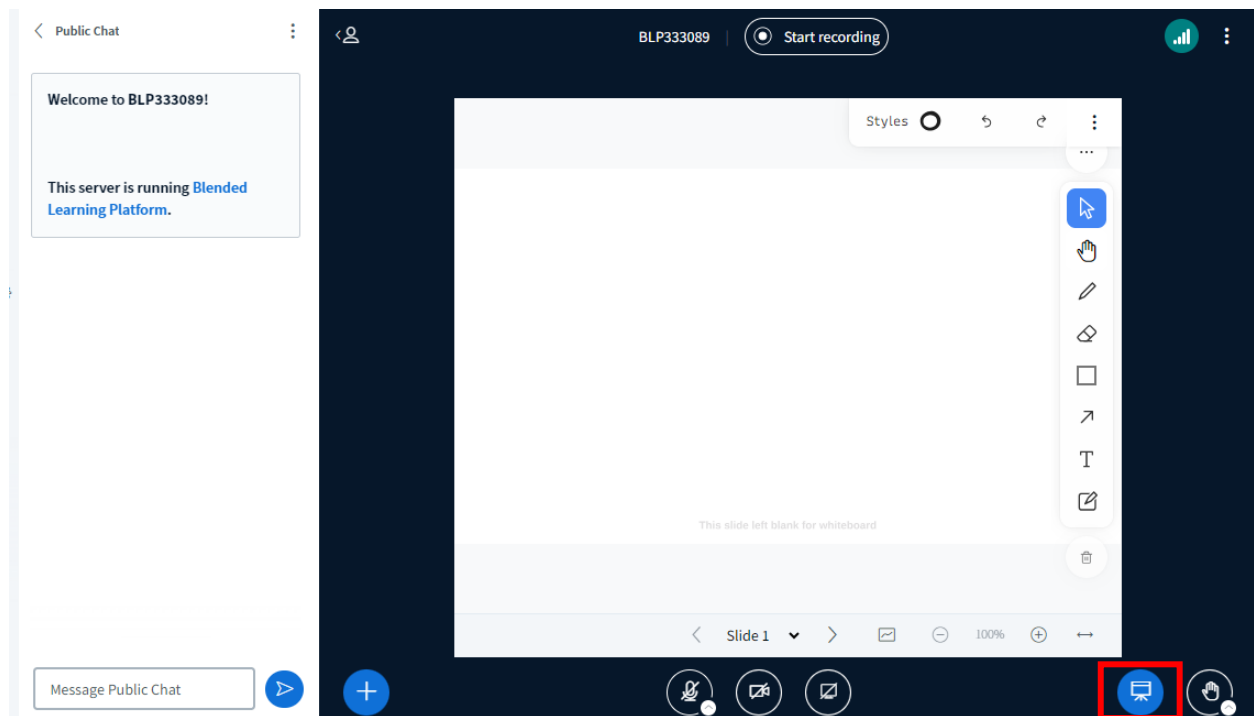 Public Chat
Welcome to BLP333089!
This server is running Blended
Learning Platform.
Message Public Chat
BLP333089
Start recording
Styles
T
This slide left blank for whiteboard
Slide 1
100%